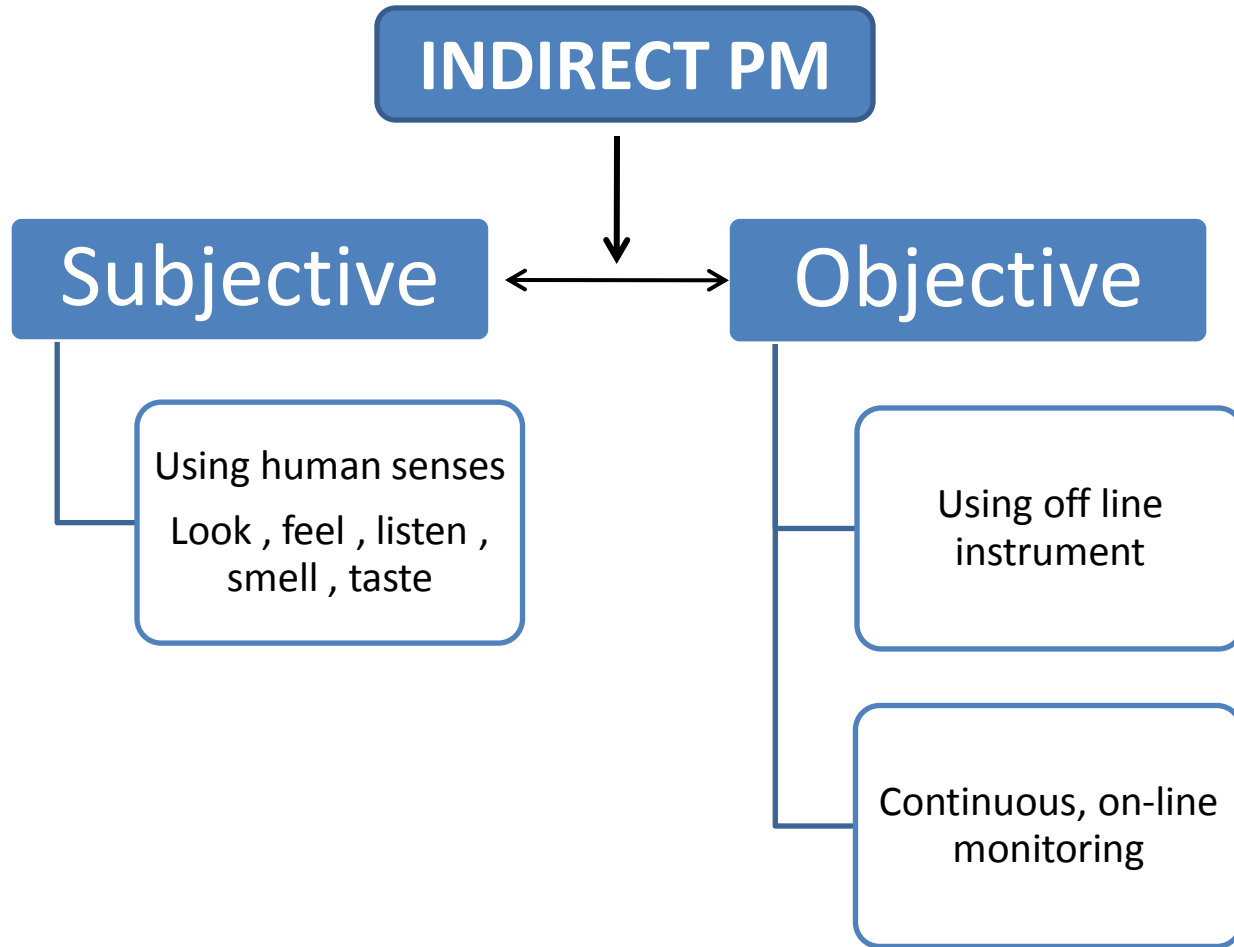 INDIRECT PM
Subjective
Objective
Using human senses
Look , feel , listen ,
smell , taste
Using off line
instrument
Continuous, on-line
monitoring